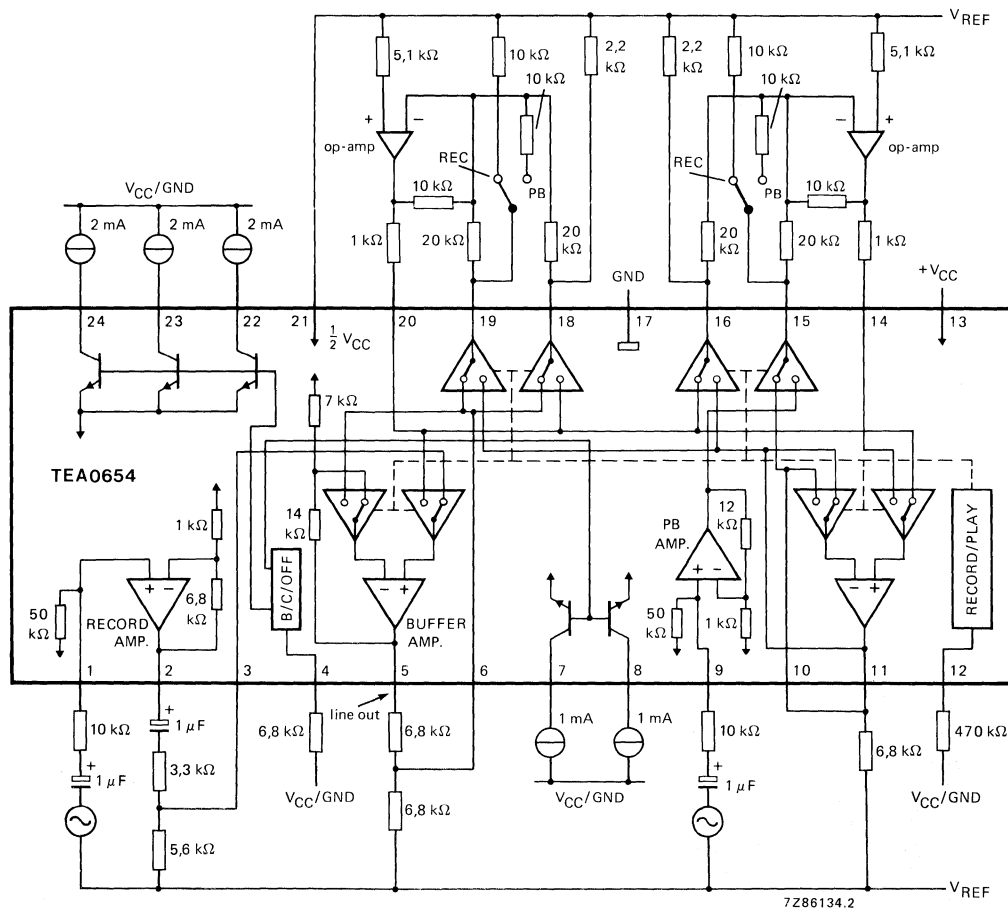 V_REF
5,1 kΩ
10 kΩ
2,2 kΩ
10 kΩ
2,2 kΩ
10 kΩ
5,1 kΩ
10 kΩ
+ −
− +
op-amp
REC
PB
REC
PB
op-amp
V_CC/GND
10 kΩ
10 kΩ
2 mA
2 mA
2 mA
1 kΩ
20 kΩ
20 kΩ
GND
20 kΩ
20 kΩ
1 kΩ
+V_CC
24 23 22 21 20 19 18 17 16 15 14 13
½ V_CC
7 kΩ
TEA0654
14 kΩ
12 kΩ
PB AMP.
1 kΩ
B/C/OFF
RECORD/PLAY
50 kΩ
+ −
RECORD AMP.
6,8 kΩ
− +
BUFFER AMP.
+ −
50 kΩ
1 kΩ
− +
1 2 3 4 5 6 7 8 9 10 11 12
line out
10 kΩ
+
1 μF
6,8 kΩ
6,8 kΩ
1 mA
1 mA
10 kΩ
6,8 kΩ
470 kΩ
+
1 μF
3,3 kΩ
+
1 μF
V_CC/GND
6,8 kΩ
V_CC/GND
V_CC/GND
5,6 kΩ
V_REF
7Z86134.2